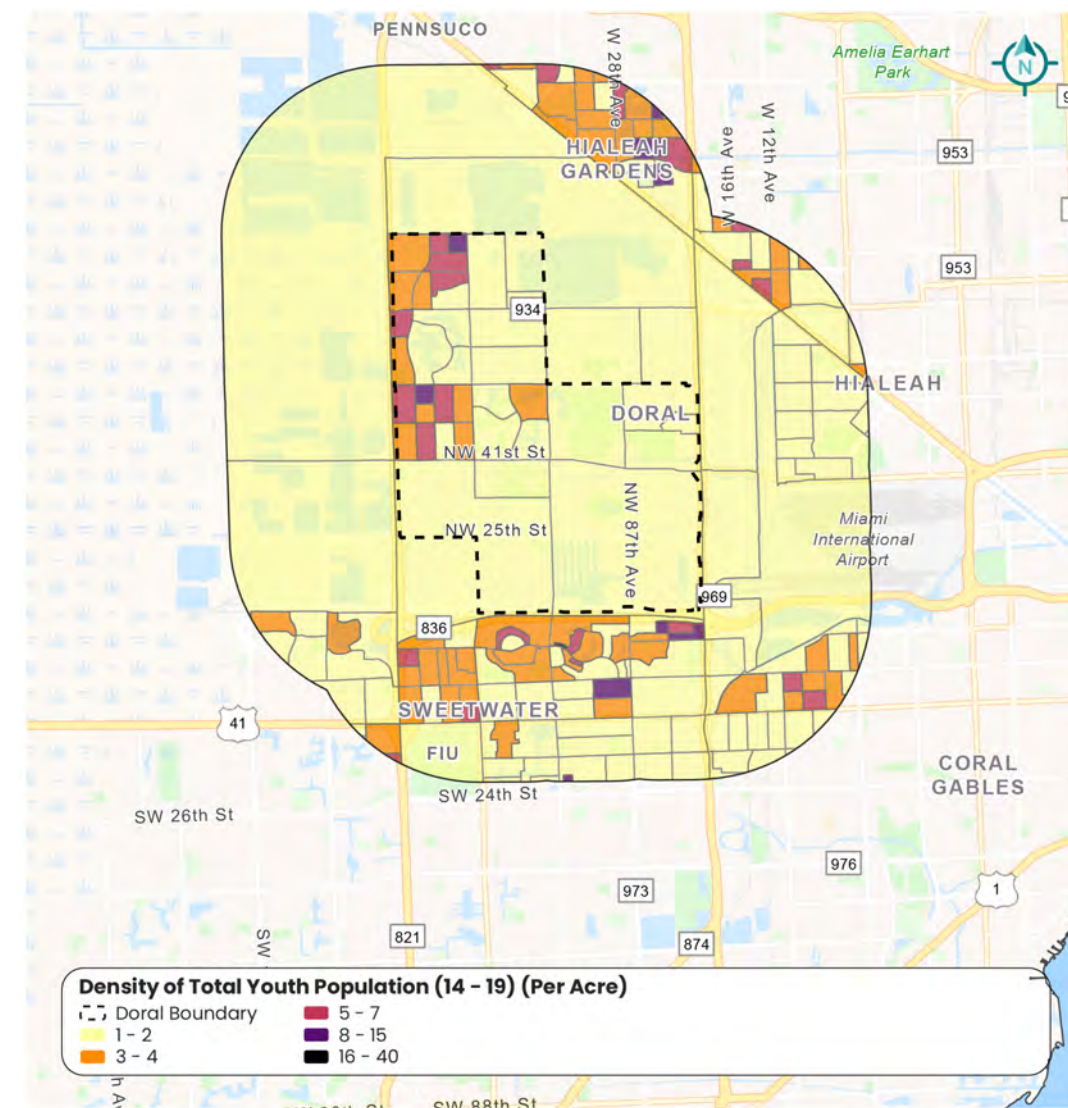 PENNSUCO
Amelia Earhart
Park
N
W 28th Ave
W 12th Ave
W 19th Ave
953
HIALEAH
GARDENS
953
934
HIALEAH
DORAL
NW 41st St
NW 87th Ave
NW 25th St
Miami
International
Airport
969
836
SWEETWATER
41
FIU
CORAL
GABLES
SW 24th St
SW 26th St
976
973
1
821
874
SW
Density of Total Youth Population (14 - 19) (Per Acre)
Doral Boundary
1 - 2
3 - 4
5 - 7
8 - 15
16 - 40
SW 88th St